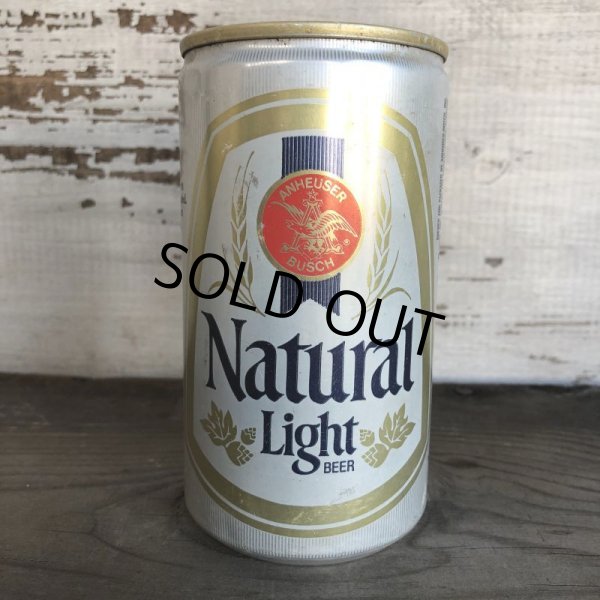 ANHEUSER
BUSCH
®
SOLD OUT
Natural
Light
BEER